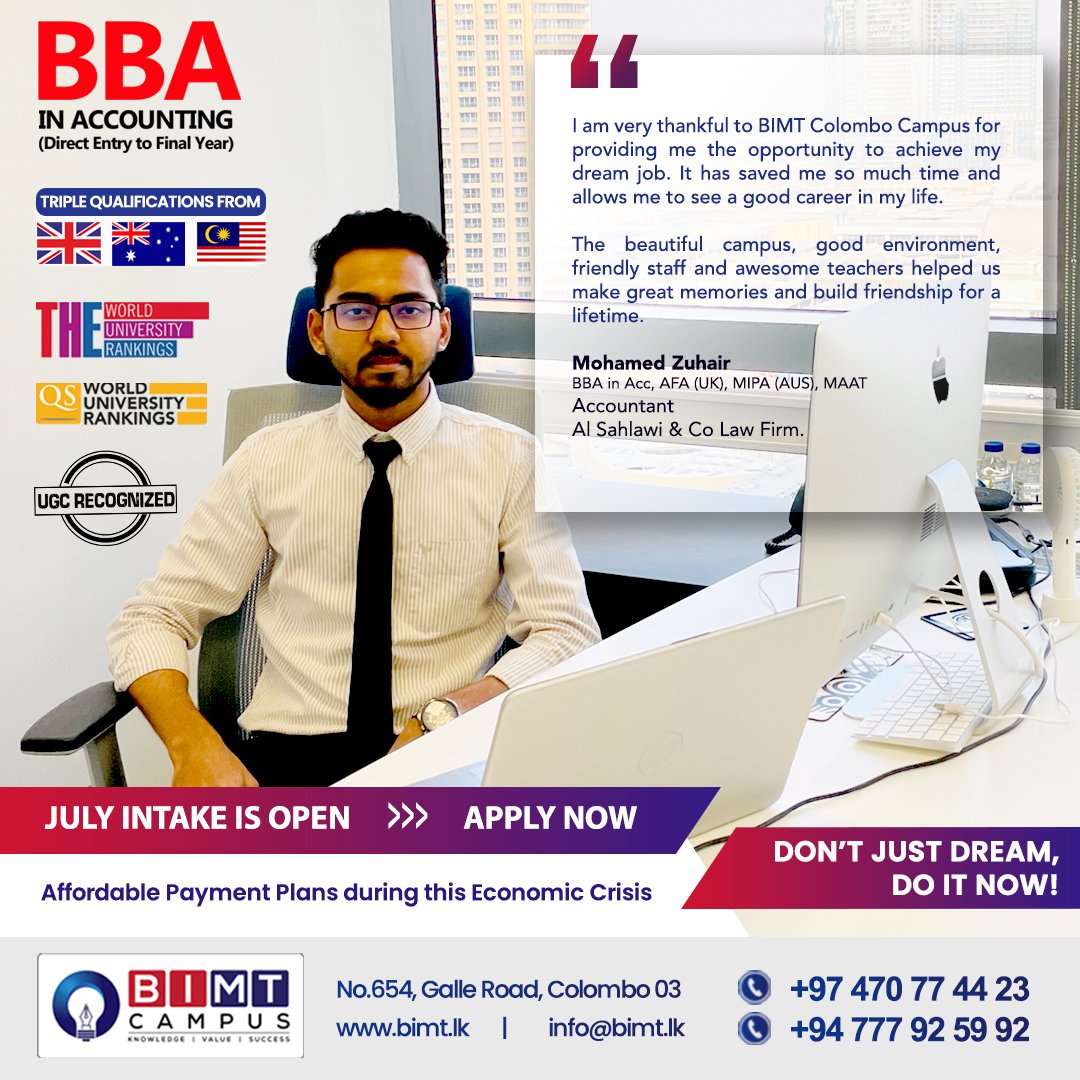 BBA
IN ACCOUNTING
(Direct Entry to Final Year)
TRIPLE QUALIFICATIONS FROM
THE WORLD
UNIVERSITY
RANKINGS
QS WORLD
UNIVERSITY
RANKINGS
UGC RECOGNIZED
I am very thankful to BIMT Colombo Campus for
providing me the opportunity to achieve my
dream job. It has saved me so much time and
allows me to see a good career in my life.
The beautiful campus, good environment,
friendly staff and awesome teachers helped us
make great memories and build friendship for a
lifetime.
Mohamed Zuhair
BBA in Acc, AFA (UK), MIPA (AUS), MAAT
Accountant
Al Sahlawi & Co Law Firm.
JULY INTAKE IS OPEN >>> APPLY NOW
DON'T JUST DREAM,
DO IT NOW!
Affordable Payment Plans during this Economic Crisis
BIMT
CAMPUS
KNOWLEDGE | VALUE | SUCCESS
No.654, Galle Road, Colombo 03
www.bimt.lk | info@bimt.lk
+97 470 77 44 23
+94 777 92 59 92